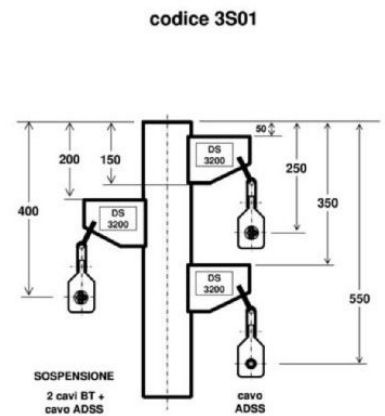 codice 3S01
50
200
150
DS
3200
250
400
350
DS
3200
DS
3200
550
SOSPENSIONE
2 cavi BT +
cavo ADSS
cavo
ADSS